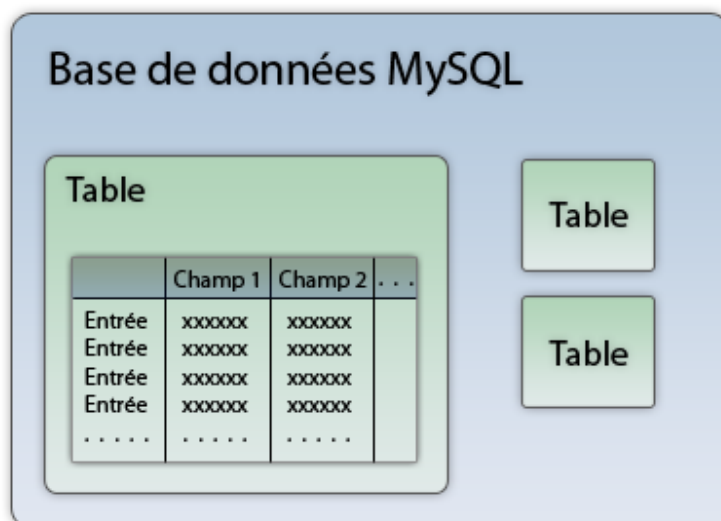 Base de données MySQL
Table
Champ 1 Champ 2 . . .
Entrée xxxxxx xxxxxx
Entrée xxxxxx xxxxxx
Entrée xxxxxx xxxxxx
Entrée xxxxxx xxxxxx
. . . . . . . . . . . . . . .
Table
Table